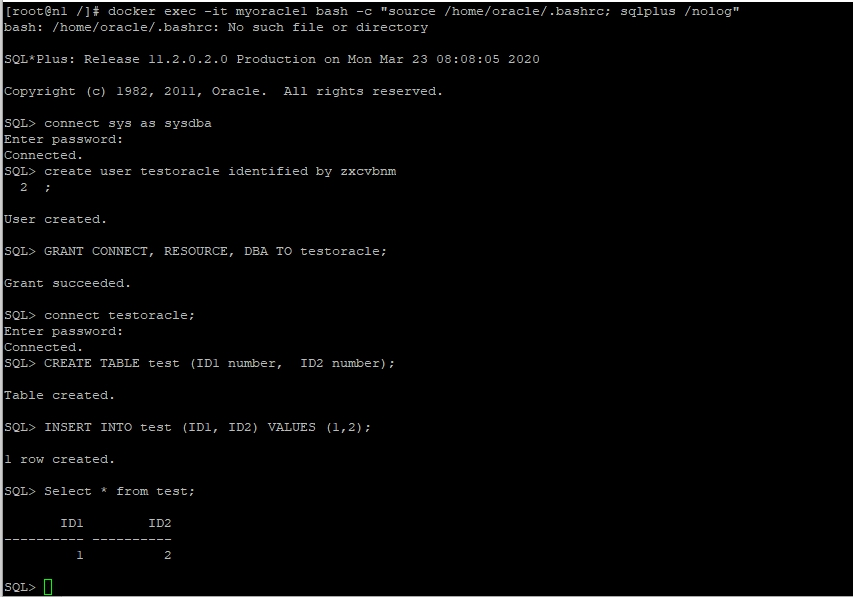 [root@n1 /]# docker exec -it myoracle1 bash -c "source /home/oracle/.bashrc; sqlplus /nolog"
bash: /home/oracle/.bashrc: No such file or directory
SQL*Plus: Release 11.2.0.2.0 Production on Mon Mar 23 08:08:05 2020
Copyright (c) 1982, 2011, Oracle.  All rights reserved.
SQL> connect sys as sysdba
Enter password:
Connected.
SQL> create user testoracle identified by zxcvbnm
  2  ;
User created.
SQL> GRANT CONNECT, RESOURCE, DBA TO testoracle;
Grant succeeded.
SQL> connect testoracle;
Enter password:
Connected.
SQL> CREATE TABLE test (ID1 number,  ID2 number);
Table created.
SQL> INSERT INTO test (ID1, ID2) VALUES (1,2);
1 row created.
SQL> Select * from test;
       ID1        ID2
---------- ----------
         1          2
SQL>